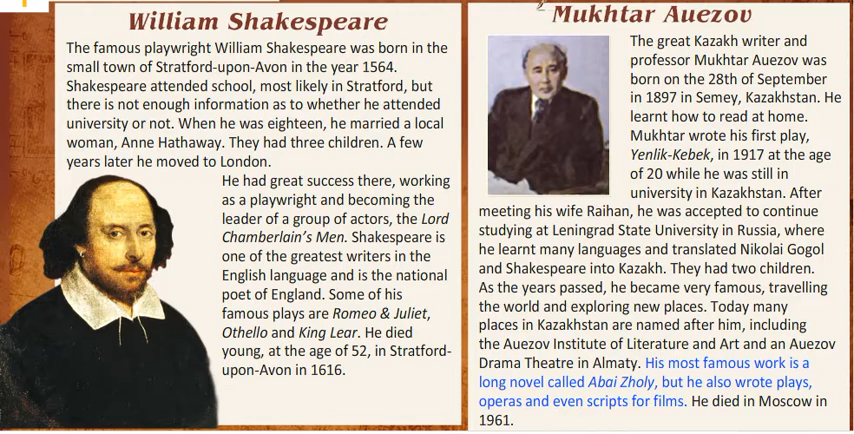 William Shakespeare
The famous playwright William Shakespeare was born in the
small town of Stratford-upon-Avon in the year 1564.
Shakespeare attended school, most likely in Stratford, but
there is not enough information as to whether he attended
university or not. When he was eighteen, he married a local
woman, Anne Hathaway. They had three children. A few
years later he moved to London.
He had great success there, working
as a playwright and becoming the
leader of a group of actors, the Lord
Chamberlain's Men. Shakespeare is
one of the greatest writers in the
English language and is the national
poet of England. Some of his
famous plays are Romeo & Juliet,
Othello and King Lear. He died
young, at the age of 52, in Stratford-
upon-Avon in 1616.
Mukhtar Auezov
The great Kazakh writer and
professor Mukhtar Auezov was
born on the 28th of September
in 1897 in Semey, Kazakhstan. He
learnt how to read at home.
Mukhtar wrote his first play,
Yenlik-Kebek, in 1917 at the age
of 20 while he was still in
university in Kazakhstan. After
meeting his wife Raihan, he was accepted to continue
studying at Leningrad State University in Russia, where
he learnt many languages and translated Nikolai Gogol
and Shakespeare into Kazakh. They had two children.
As the years passed, he became very famous, travelling
the world and exploring new places. Today many
places in Kazakhstan are named after him, including
the Auezov Institute of Literature and Art and an Auezov
Drama Theatre in Almaty. His most famous work is a
long novel called Abai Zholy, but he also wrote plays,
operas and even scripts for films. He died in Moscow in
1961.